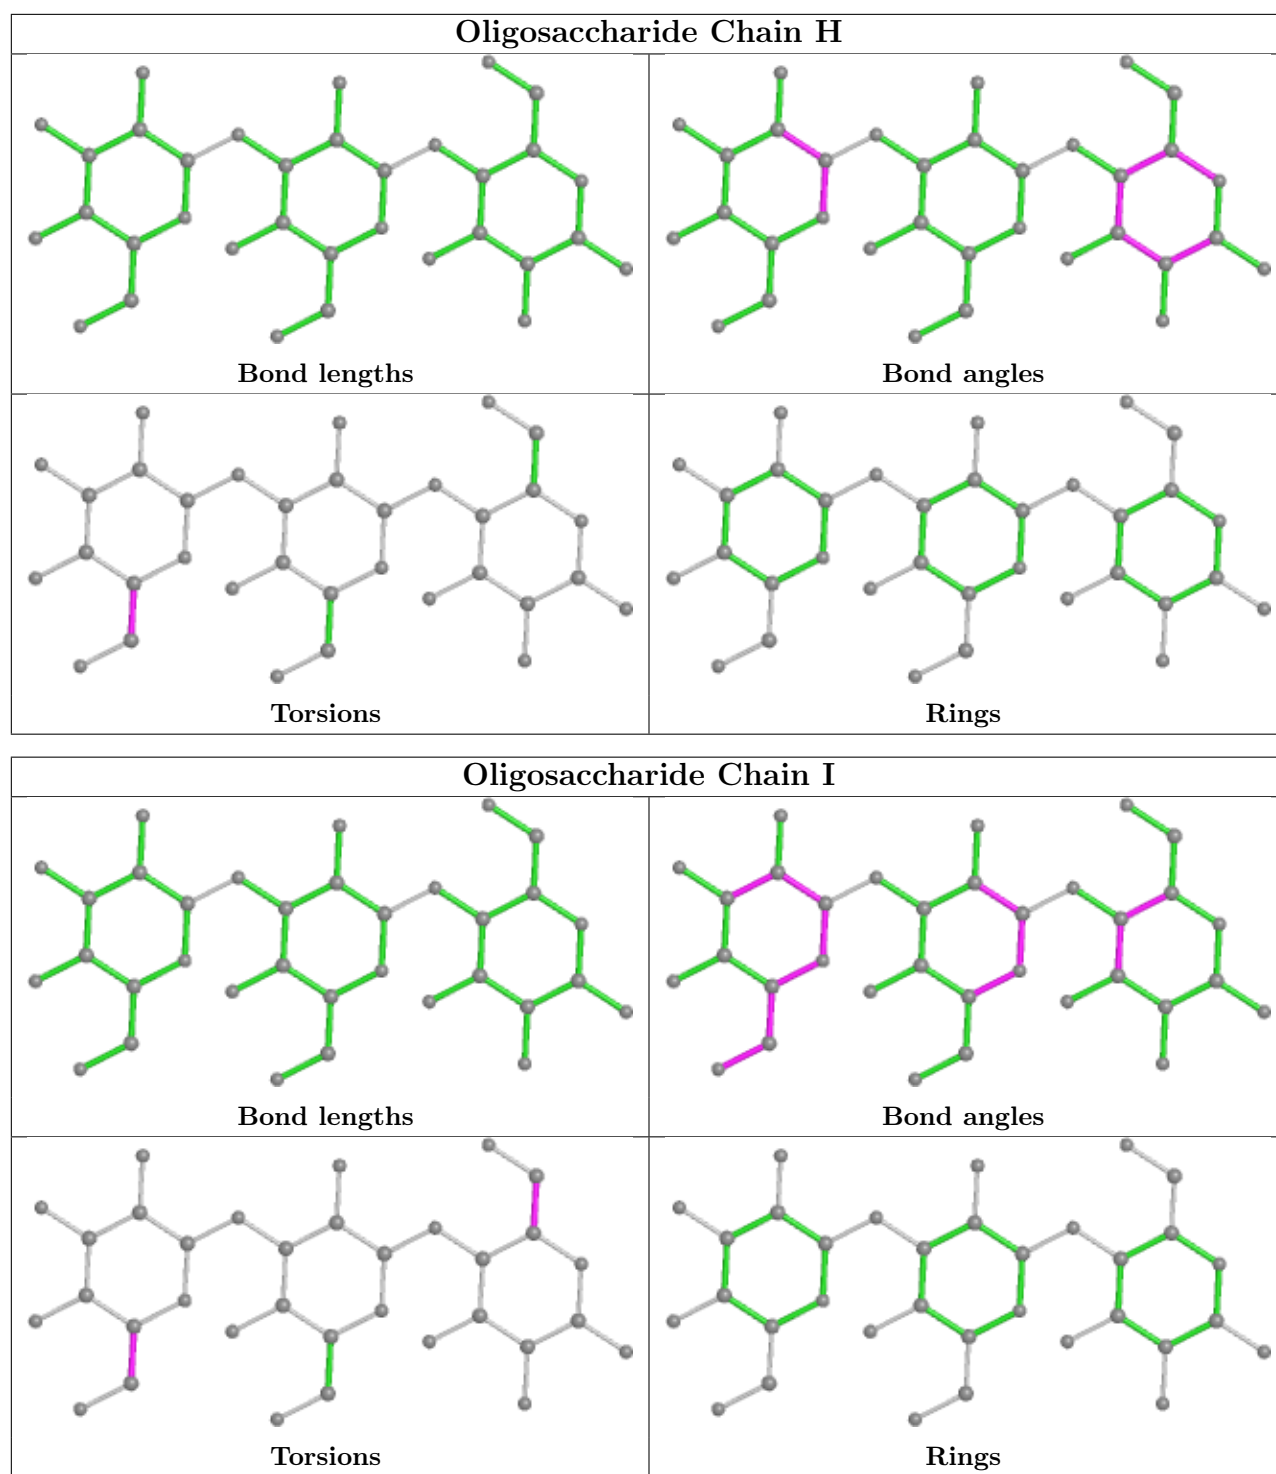 Oligosaccharide Chain H
Bond lengths
Bond angles
Torsions
Rings
Oligosaccharide Chain I
Bond lengths
Bond angles
Torsions
Rings